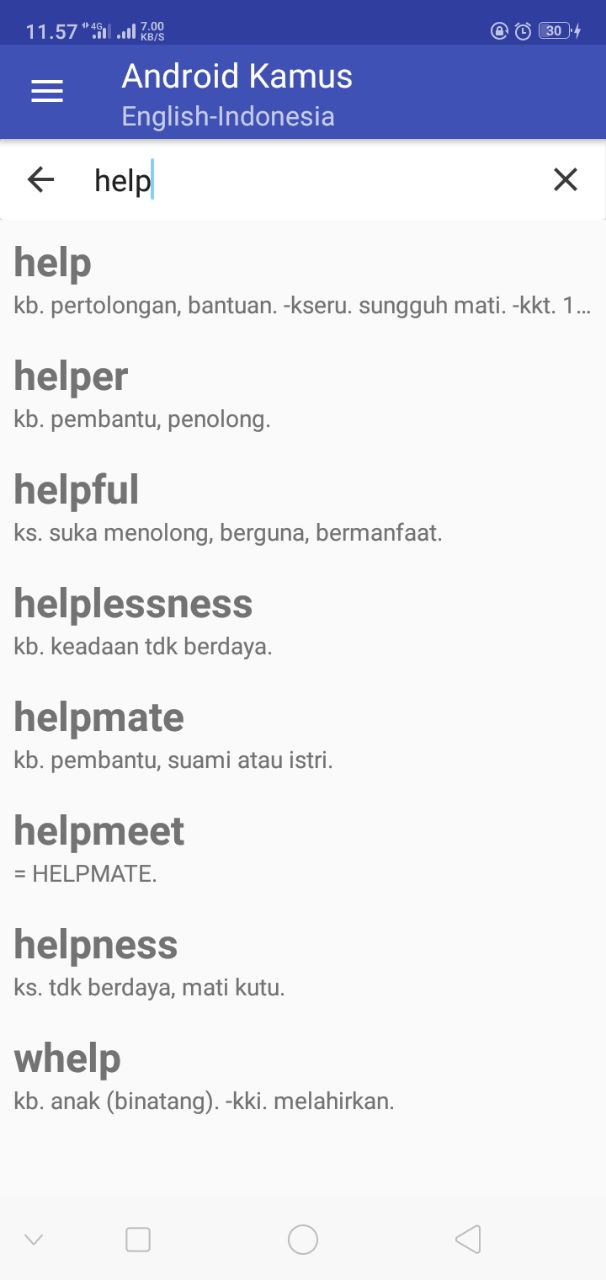 11.57 4G 7.00 KB/S 30
Android Kamus
English-Indonesia
help
help
kb. pertolongan, bantuan. -kseru. sungguh mati. -kkt. 1...
helper
kb. pembantu, penolong.
helpful
ks. suka menolong, berguna, bermanfaat.
helplessness
kb. keadaan tdk berdaya.
helpmate
kb. pembantu, suami atau istri.
helpmeet
= HELPMATE.
helpness
ks. tdk berdaya, mati kutu.
whelp
kb. anak (binatang). -kki. melahirkan.